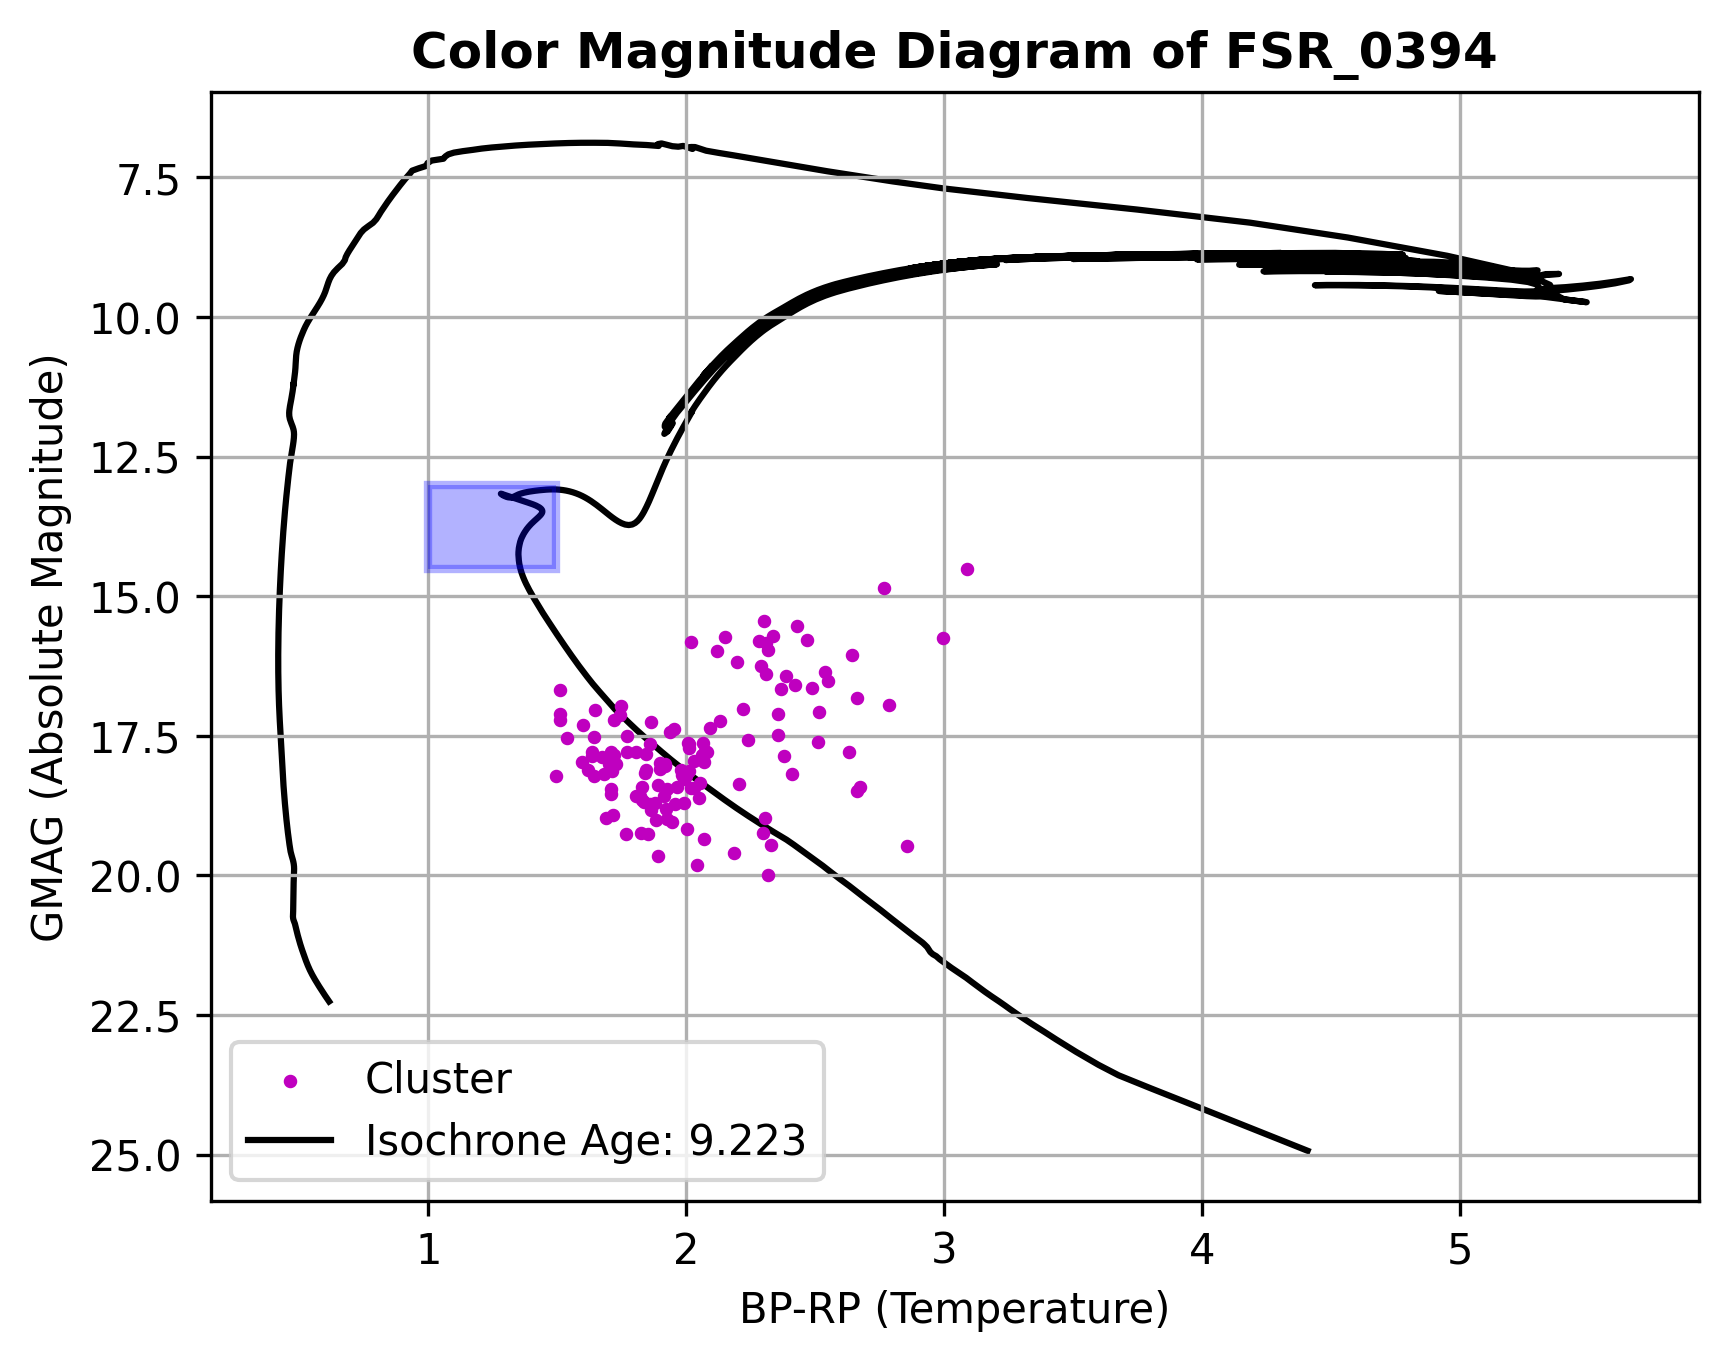 Color Magnitude Diagram of FSR_0394
GMAG (Absolute Magnitude)
7.5
10.0
12.5
15.0
17.5
20.0
22.5
25.0
Cluster
Isochrone Age: 9.223
1 2 3 4 5
BP-RP (Temperature)